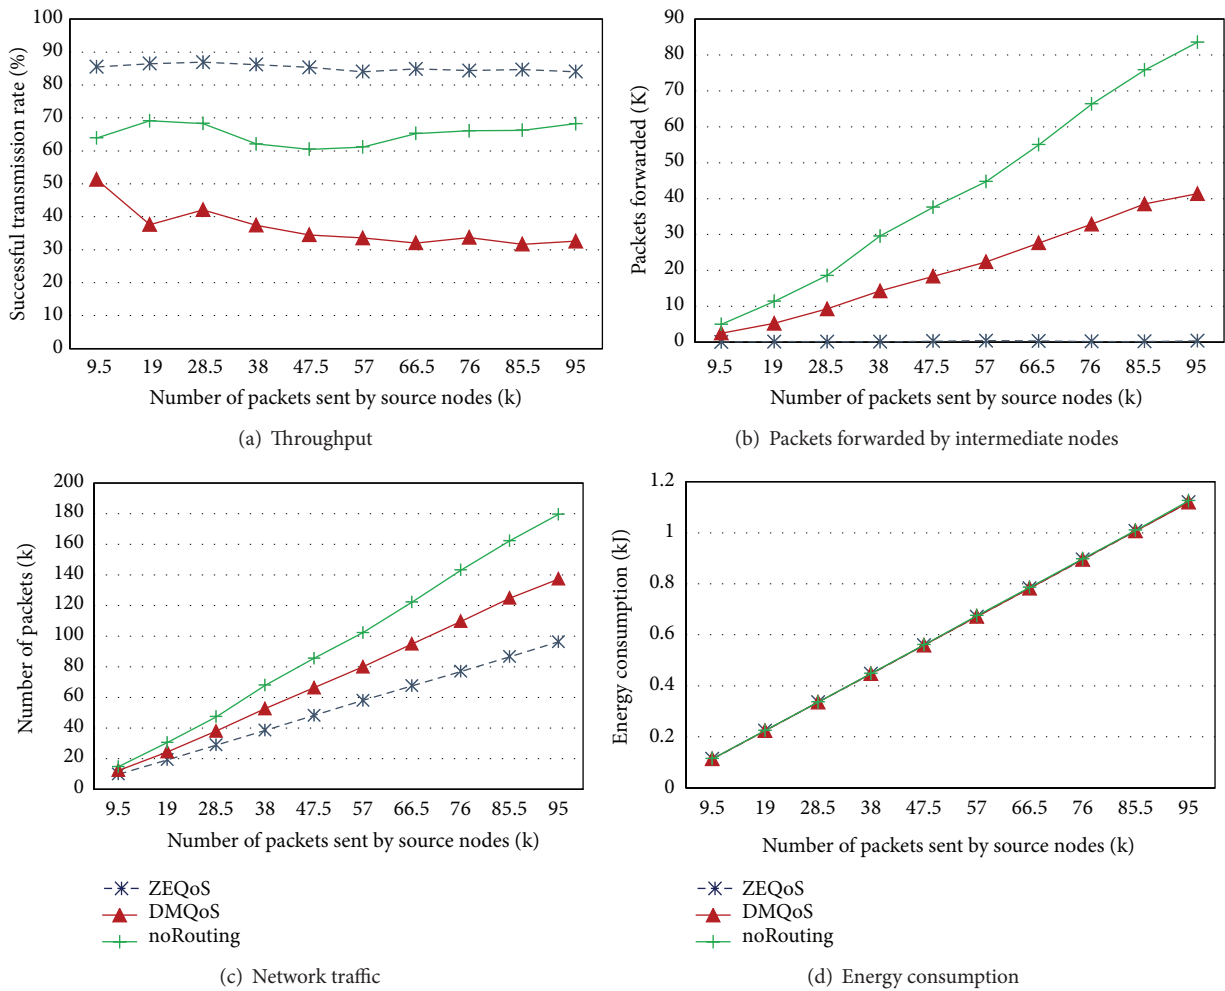 100
90
80
70
60
50
40
30
20
10
0
Successful transmission rate (%)
9.5 19 28.5 38 47.5 57 66.5 76 85.5 95
Number of packets sent by source nodes (k)
(a) Throughput
90
80
70
60
50
40
30
20
10
0
Packets forwarded (K)
9.5 19 28.5 38 47.5 57 66.5 76 85.5 95
Number of packets sent by source nodes (k)
(b) Packets forwarded by intermediate nodes
200
180
160
140
120
100
80
60
40
20
0
Number of packets (k)
9.5 19 28.5 38 47.5 57 66.5 76 85.5 95
Number of packets sent by source nodes (k)
ZEQoS
DMQoS
noRouting
(c) Network traffic
1.2
1
0.8
0.6
0.4
0.2
0
Energy consumption (kJ)
9.5 19 28.5 38 47.5 57 66.5 76 85.5 95
Number of packets sent by source nodes (k)
ZEQoS
DMQoS
noRouting
(d) Energy consumption